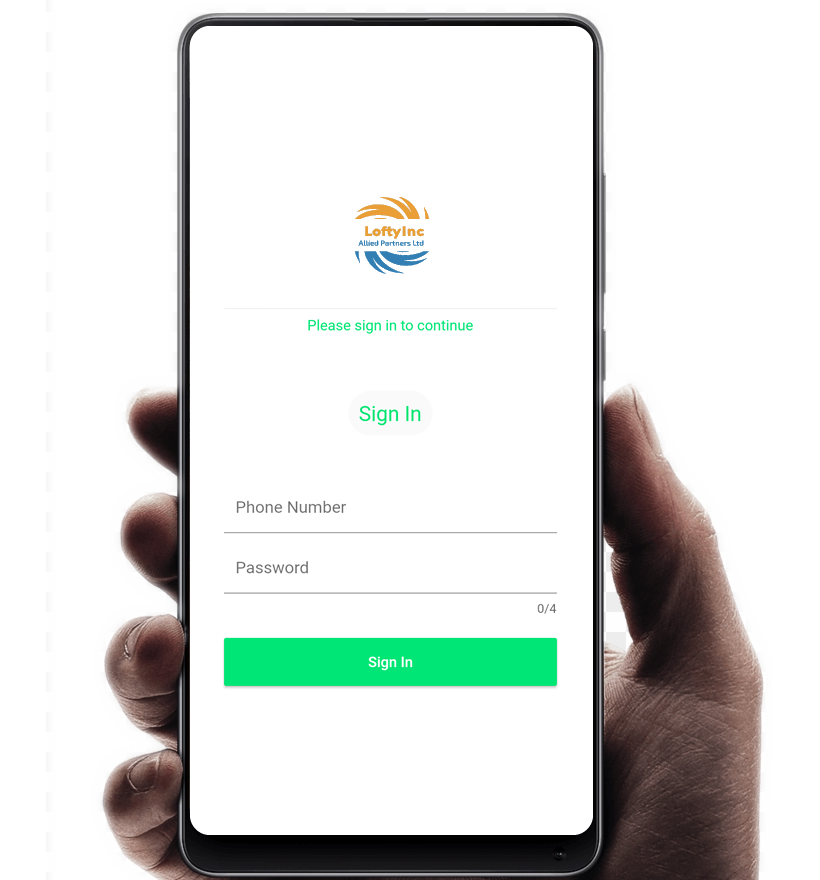 LoftyInc
Allied Partners Ltd
Please sign in to continue
Sign In
Phone Number
Password
0/4
Sign In